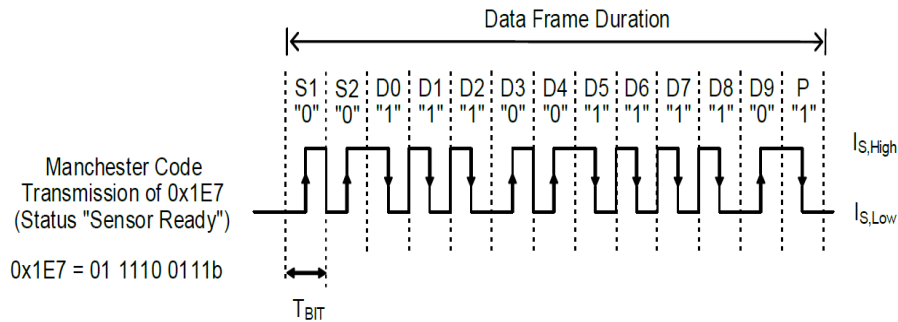 Data Frame Duration
S1 S2 D0 D1 D2 D3 D4 D5 D6 D7 D8 D9 P
"0" "0" "1" "1" "1" "0" "0" "1" "1" "1" "1" "0" "1"
Manchester Code
Transmission of 0x1E7
(Status "Sensor Ready")
0x1E7 = 01 1110 0111b
IS,High
IS,Low
TBIT